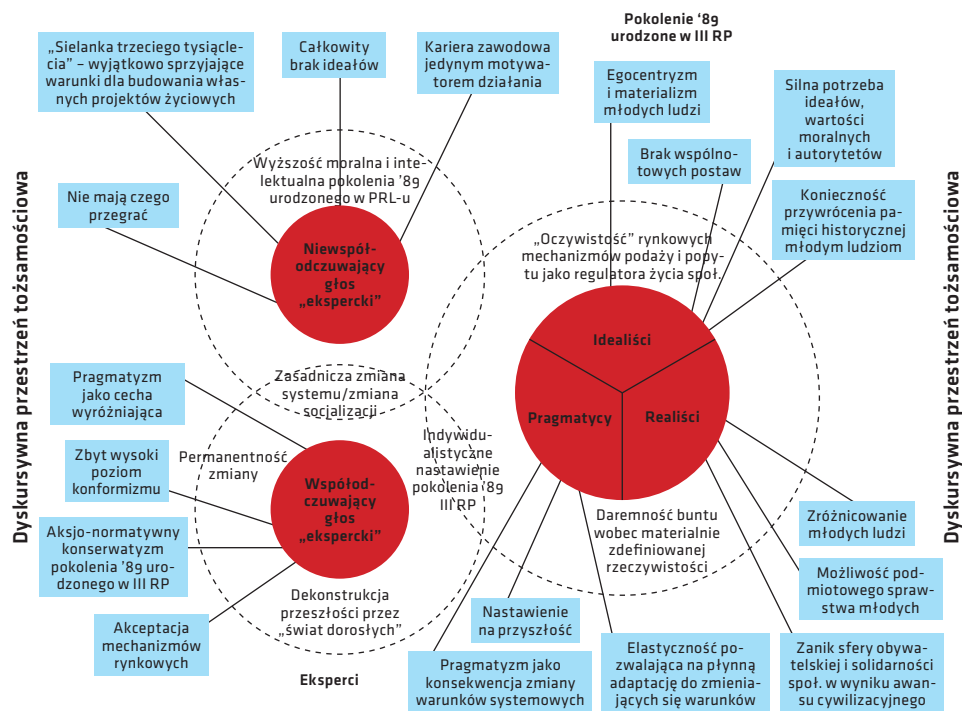 Pokolenie ‘89
urodzone w III RP
„Sielanka trzeciego tysiącle-
cia” – wyjątkowo sprzyjające
warunki dla budowania włas-
nych projektów życiowych
Całkowity
brak ideałów
Kariera zawodowa
jedynym motywa-
torem działania
Egocentryzm
i materializm
młodych ludzi
Silna potrzeba
ideałów,
wartości
moralnych
i autorytetów
Brak wspólno-
towych postaw
Konieczność
przywrócenia pa-
mięci historycznej
młodym ludziom
Nie mają czego
przegrać
Wyższość moralna i inte-
lektualna pokolenia ’89
urodzonego w PRL-u
Niewspół-
odczuwający
głos
„ekspercki”
„Oczywistość” rynkowych
mechanizmów podaży i popy-
tu jako regulatora życia społ.
Idealiści
Pragmatycy
Realiści
Dyskursywna przestrzeń tożsamościowa
Dyskursywna przestrzeń tożsamościowa
Zasadnicza zmiana
systemu/zmiana
socjalizacji
Pragmatyzm
jako cecha
wyróżniająca
Zbyt wysoki
poziom
konformizmu
Permanentność
zmiany
Współod-
czuwający
głos
„ekspercki”
Indywidu-
alistyczne
nastawienie
pokolenia ‘89
III RP
Aksjo-normatywny
konserwatyzm
pokolenia ’89 uro-
dzonego w III RP
Akceptacja
mechanizmów
rynkowych
Dekonstrukcja
przeszłości przez
„świat dorosłych”
Eksperci
Daremność buntu
wobec materialnie
zdefiniowanej
rzeczywistości
Zróżnicowanie
młodych ludzi
Możliwość pod-
miotowego spraw-
stwa młodych
Nastawienie
na przyszłość
Pragmatyzm jako
konsekwencja zmiany
warunków systemowych
Elastyczność po-
zwalająca na płynną
adaptację do zmienia-
jących się warunków
Zanik sfery obywa-
telskiej i solidarności
społ. w wyniku awan-
su cywilizacyjnego